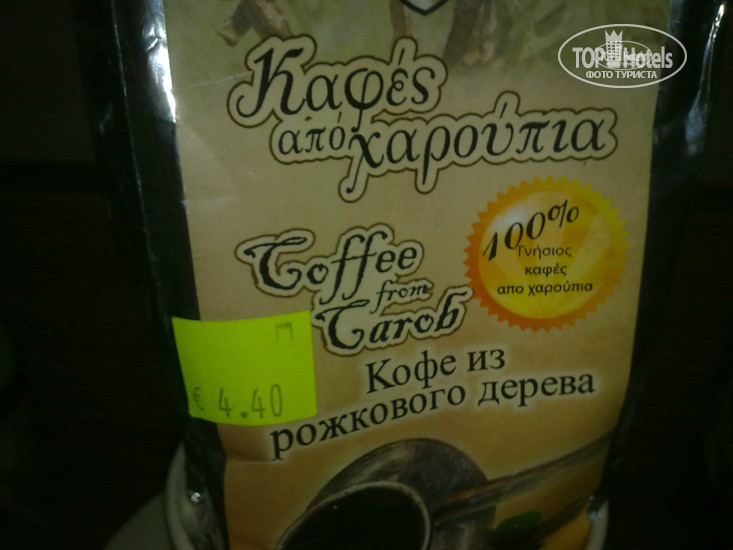 TOP Hotels
ФОТО ТУРИСТА
Καφές
από χαρούπια
100%
Γνήσιος
καφές
απο χαρούπια
Coffee
from
Carob
€ 4.40
Кофе из
рожкового дерева